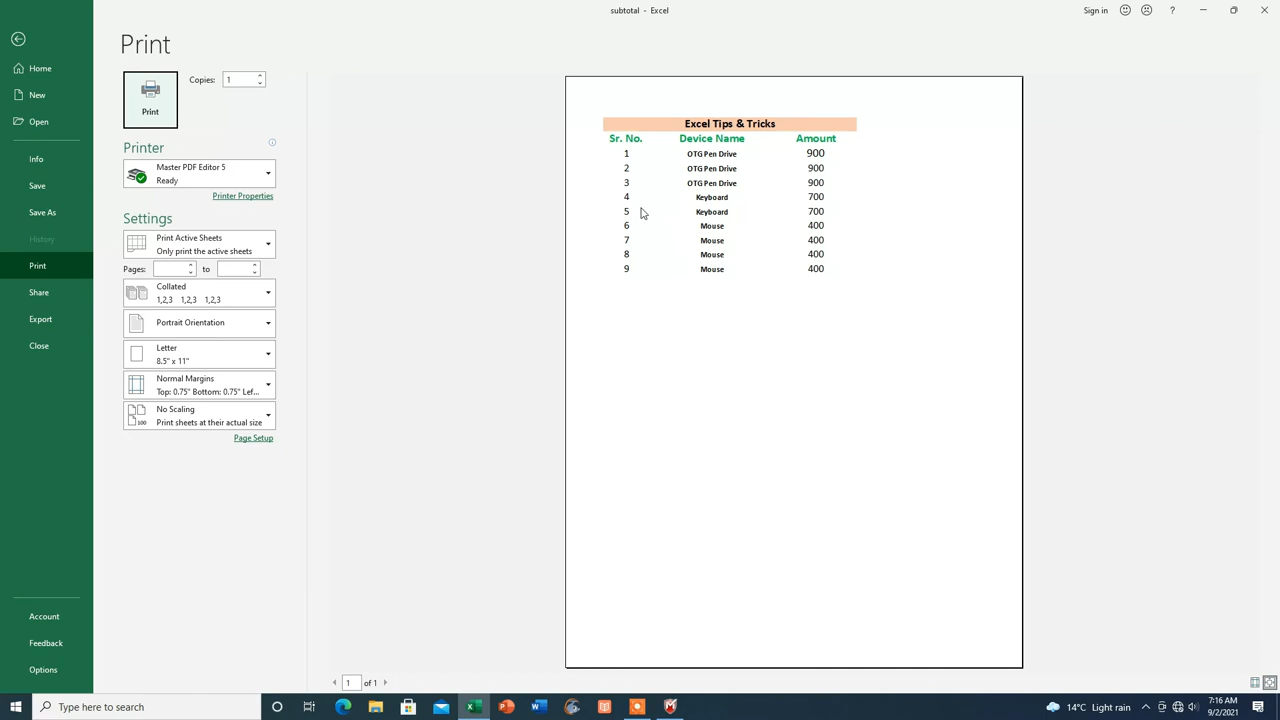 subtotal - Excel
Sign in
?
Print
Home
New
Open
Info
Save
Save As
History
Print
Share
Export
Close
Account
Feedback
Options
Print
Copies: 1
Printer
Master PDF Editor 5
Ready
Printer Properties
Settings
Print Active Sheets
Only print the active sheets
Pages: to
Collated
1,2,3 1,2,3 1,2,3
Portrait Orientation
Letter
8.5" x 11"
Normal Margins
Top: 0.75" Bottom: 0.75" Lef...
No Scaling
100
Print sheets at their actual size
Page Setup
Excel Tips & Tricks
Sr. No. Device Name Amount
1 OTG Pen Drive 900
2 OTG Pen Drive 900
3 OTG Pen Drive 900
4 Keyboard 700
5 Keyboard 700
6 Mouse 400
7 Mouse 400
8 Mouse 400
9 Mouse 400
1 of 1
Type here to search
14°C Light rain
7:16 AM
9/2/2021